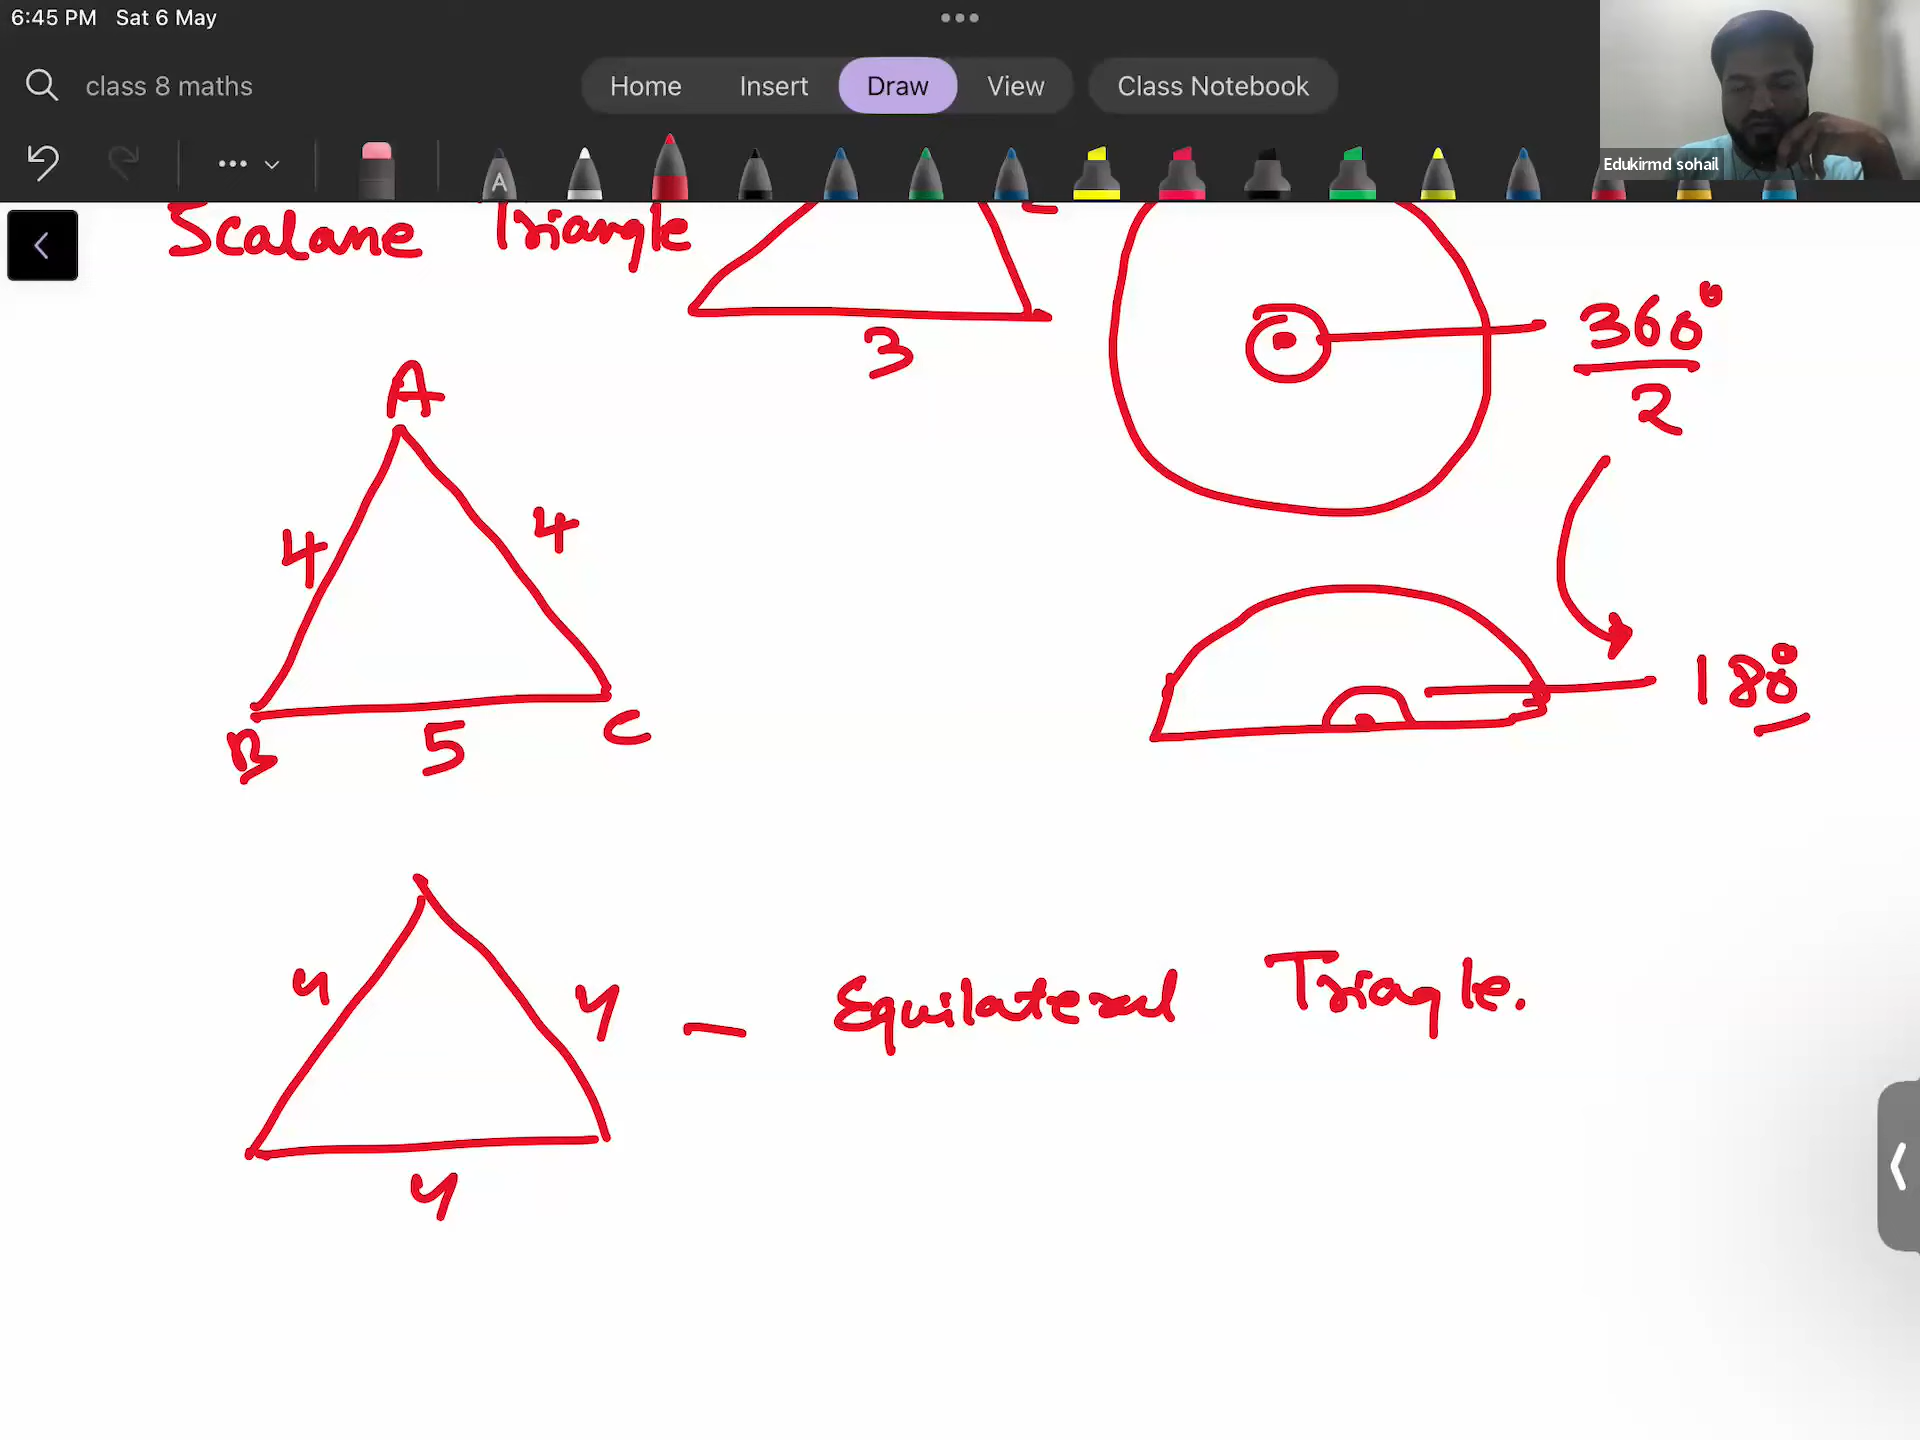 6:45 PM Sat 6 May
class 8 maths
Home Insert Draw View Class Notebook
A
Edukirmd sohail
Scalane Triangle
3
360°
2
A
4
4
B
5
C
180°
4
4
- Equilateral Triagle.
4